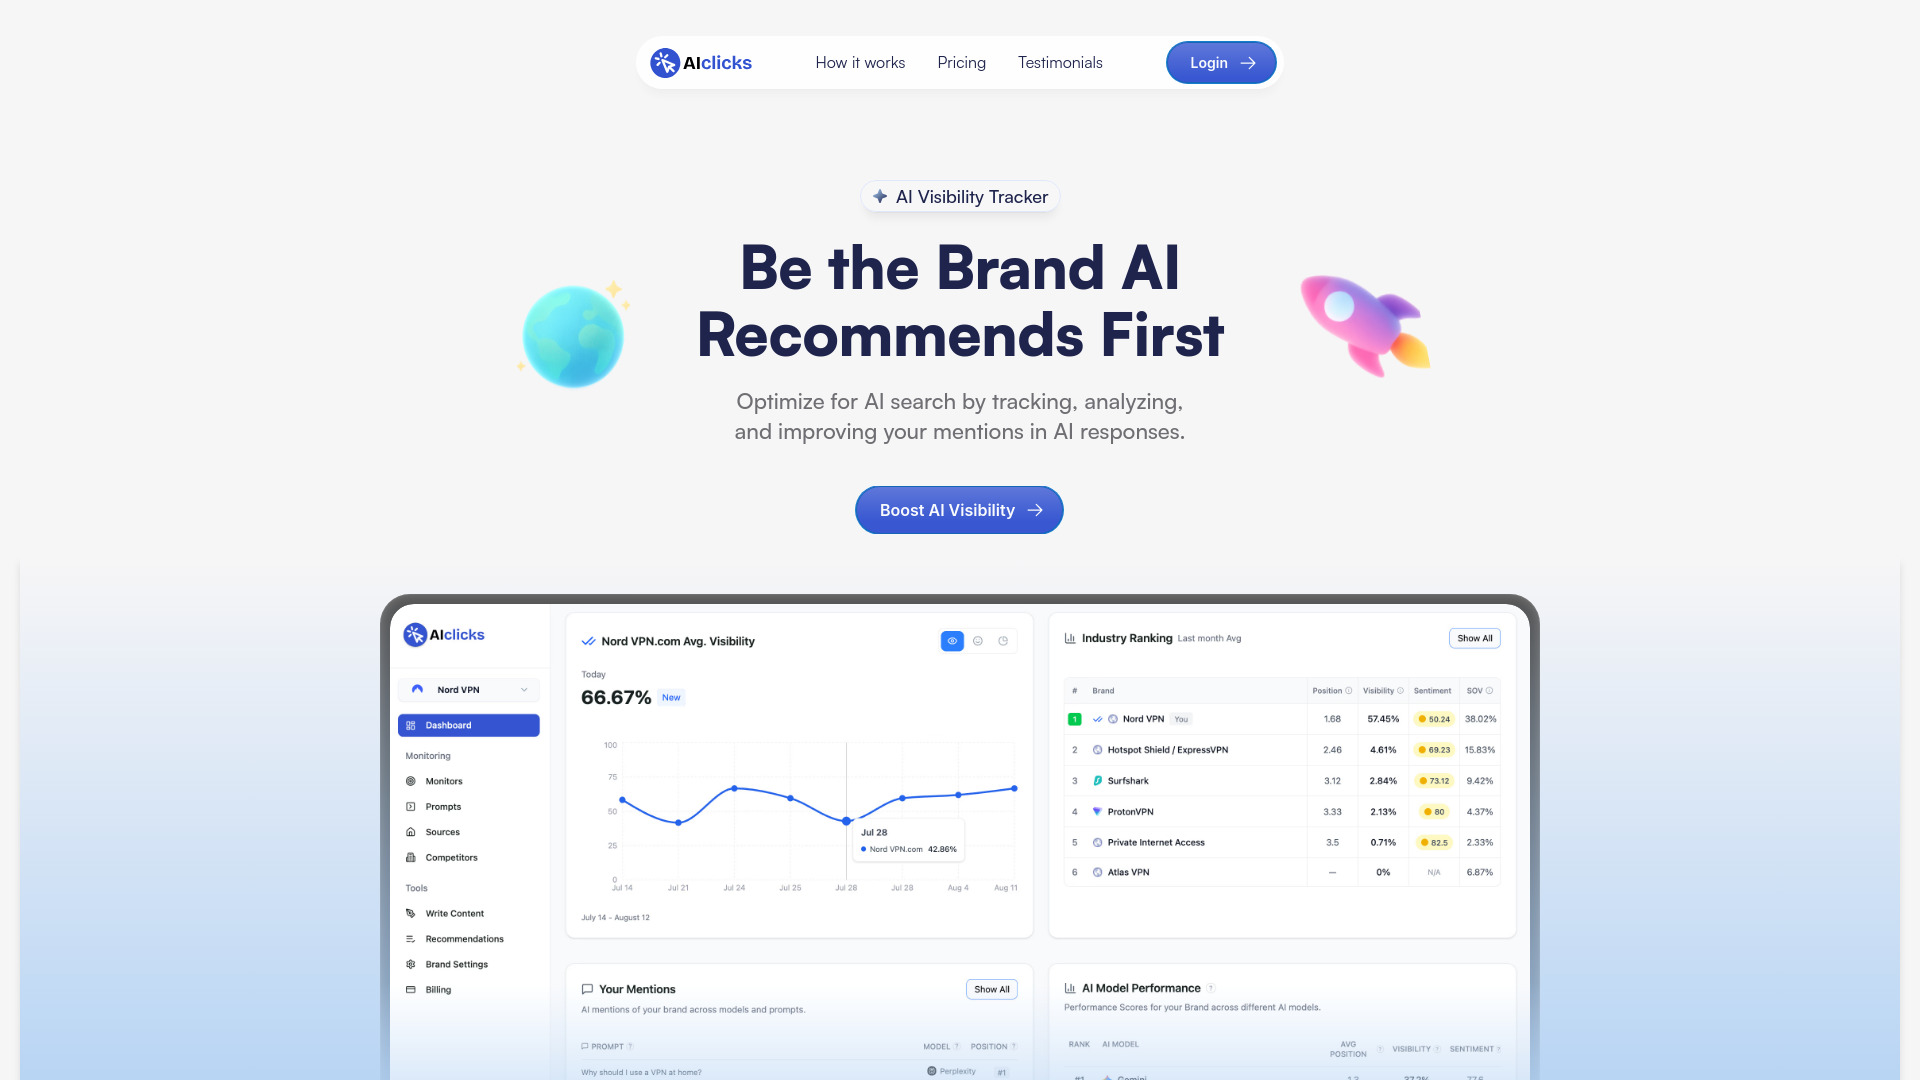 AIclicks
How it works
Pricing
Testimonials
Login
AI Visibility Tracker
Be the Brand AI
Recommends First
Optimize for AI search by tracking, analyzing,
and improving your mentions in AI responses.
Boost AI Visibility
AIclicks
Nord VPN
Dashboard
Monitoring
Monitors
Prompts
Sources
Competitors
Tools
Write Content
Recommendations
Brand Settings
Billing
Nord VPN.com Avg. Visibility
Today
66.67% New
100
75
50
25
0
Jul 28
Nord VPN.com 42.86%
Jul 14 Jul 21 Jul 24 Jul 25 Jul 28 Jul 28 Aug 4 Aug 11
July 14 - August 12
Industry Ranking Last month Avg
Show All
# Brand Position Visibility Sentiment SOV
1 Nord VPN You 1.68 57.45% 50.24 38.02%
2 Hotspot Shield / ExpressVPN 2.46 4.61% 69.23 15.83%
3 Surfshark 3.12 2.84% 73.12 9.42%
4 ProtonVPN 3.33 2.13% 80 4.37%
5 Private Internet Access 3.5 0.71% 82.5 2.33%
6 Atlas VPN — 0% N/A 6.87%
Your Mentions
Show All
AI mentions of your brand across models and prompts.
PROMPT ? MODEL ? POSITION ?
Why should I use a VPN at home? Perplexity #1
AI Model Performance ?
Performance Scores for your Brand across different AI models.
RANK AI MODEL AVG POSITION ? VISIBILITY ? SENTIMENT ?
#1 Gemini 1.3 37.2% 77.6